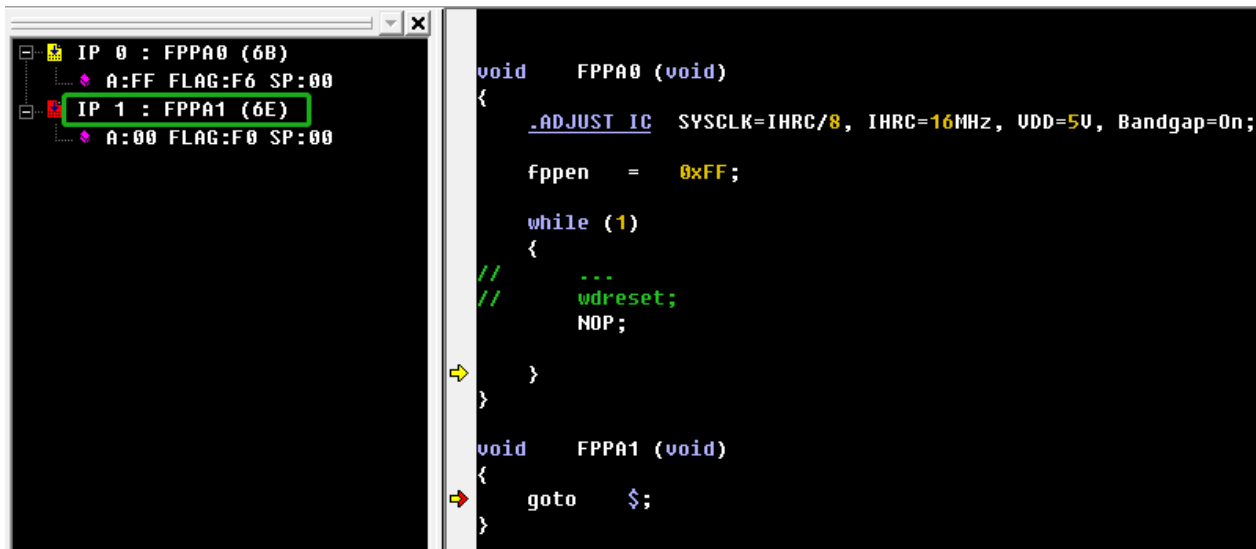 IP 0 : FPPA0 (6B)
A:FF FLAG:F6 SP:00
IP 1 : FPPA1 (6E)
A:00 FLAG:F0 SP:00
void FPPA0 (void)
{
.ADJUST_IC SYSCLK=IHRC/8, IHRC=16MHz, VDD=5V, Bandgap=On;
fppen = 0xFF;
while (1)
{
// ...
// wdreset;
NOP;
}
}
void FPPA1 (void)
{
goto $;
}